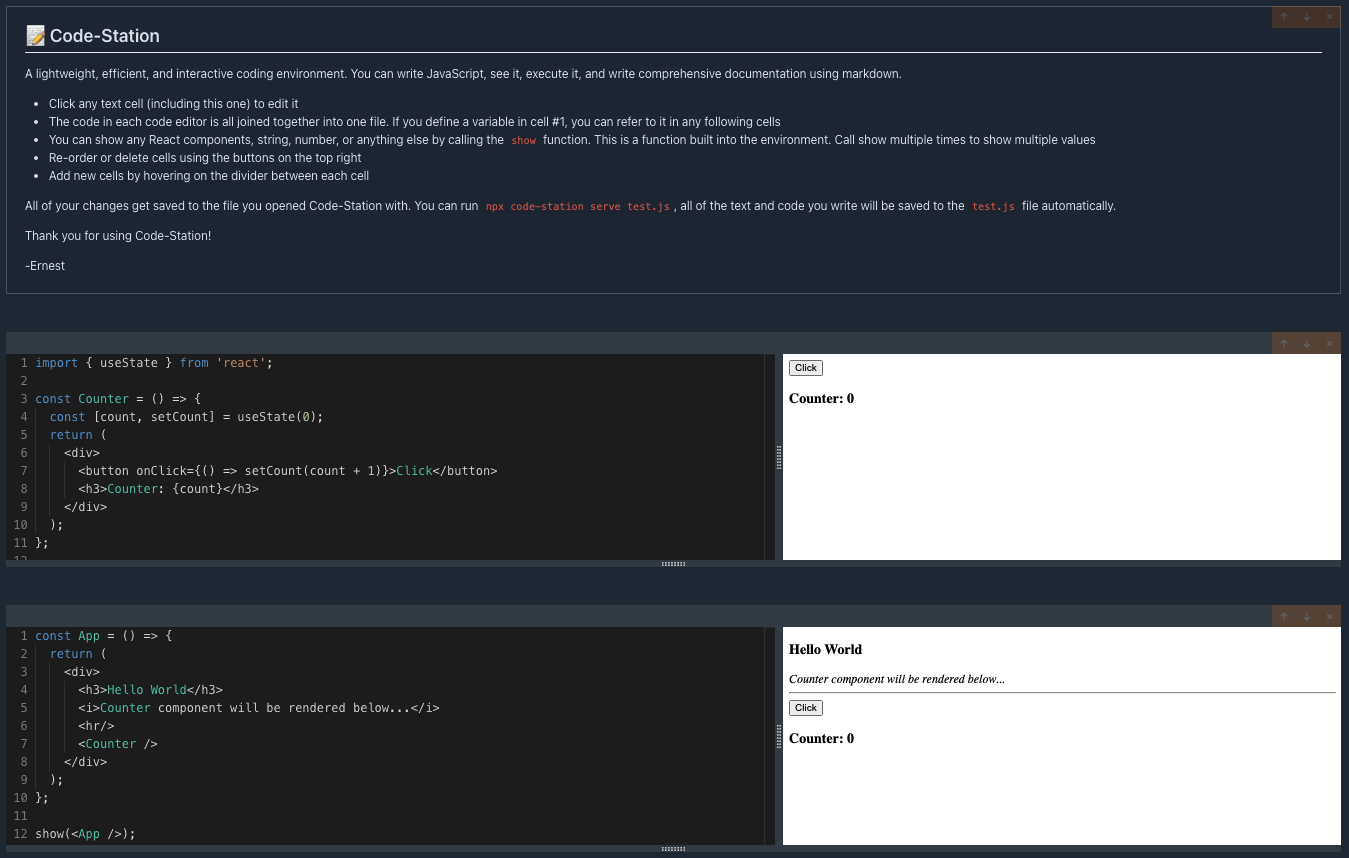 📝 Code-Station
A lightweight, efficient, and interactive coding environment. You can write JavaScript, see it, execute it, and write comprehensive documentation using markdown.
• Click any text cell (including this one) to edit it
• The code in each code editor is all joined together into one file. If you define a variable in cell #1, you can refer to it in any following cells
• You can show any React components, string, number, or anything else by calling the show function. This is a function built into the environment. Call show multiple times to show multiple values
• Re-order or delete cells using the buttons on the top right
• Add new cells by hovering on the divider between each cell
All of your changes get saved to the file you opened Code-Station with. You can run npx code-station serve test.js , all of the text and code you write will be saved to the test.js file automatically.
Thank you for using Code-Station!
-Ernest
1 import { useState } from 'react';
2
3 const Counter = () => {
4   const [count, setCount] = useState(0);
5   return (
6     <div>
7       <button onClick={() => setCount(count + 1)}>Click</button>
8       <h3>Counter: {count}</h3>
9     </div>
10   );
11 };
12
Click
Counter: 0
1 const App = () => {
2   return (
3     <div>
4       <h3>Hello World</h3>
5       <i>Counter component will be rendered below...</i>
6       <hr/>
7       <Counter />
8     </div>
9   );
10 };
11
12 show(<App />);
Hello World
Counter component will be rendered below...
Click
Counter: 0